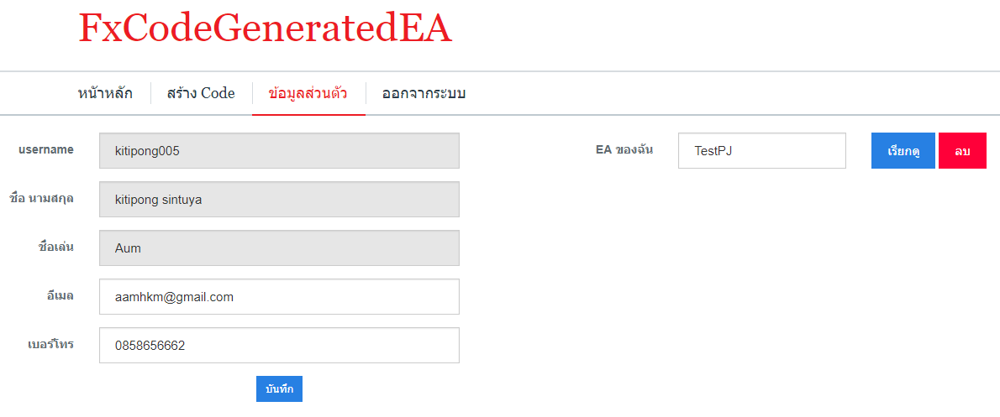 FxCodeGeneratedEA
หน้าหลัก สร้าง Code ข้อมูลส่วนตัว ออกจากระบบ
username kitipong005 EA ของฉัน TestPJ เรียกดู ลบ
ชื่อ นามสกุล kitipong sintuya
ชื่อเล่น Aum
อีเมล aamhkm@gmail.com
เบอร์โทร 0858656662
บันทึก